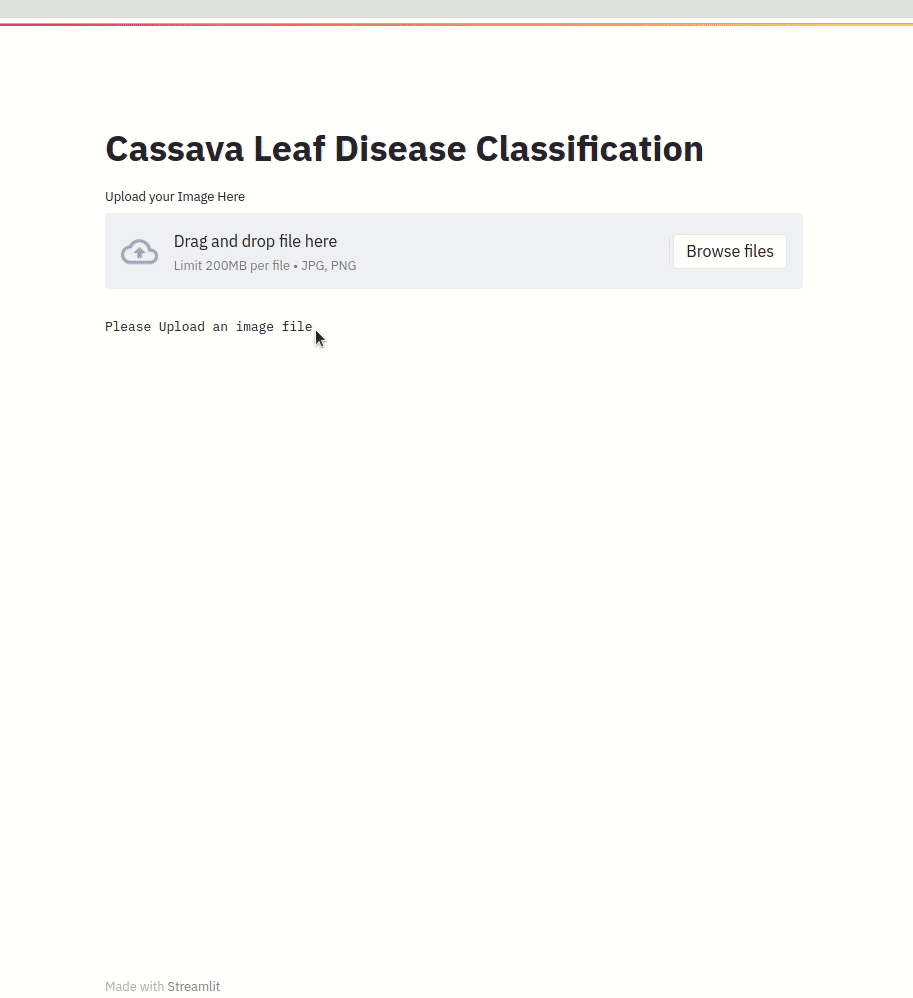 Cassava Leaf Disease Classification
Upload your Image Here
Drag and drop file here
Limit 200MB per file • JPG, PNG
Browse files
Please Upload an image file
Made with Streamlit